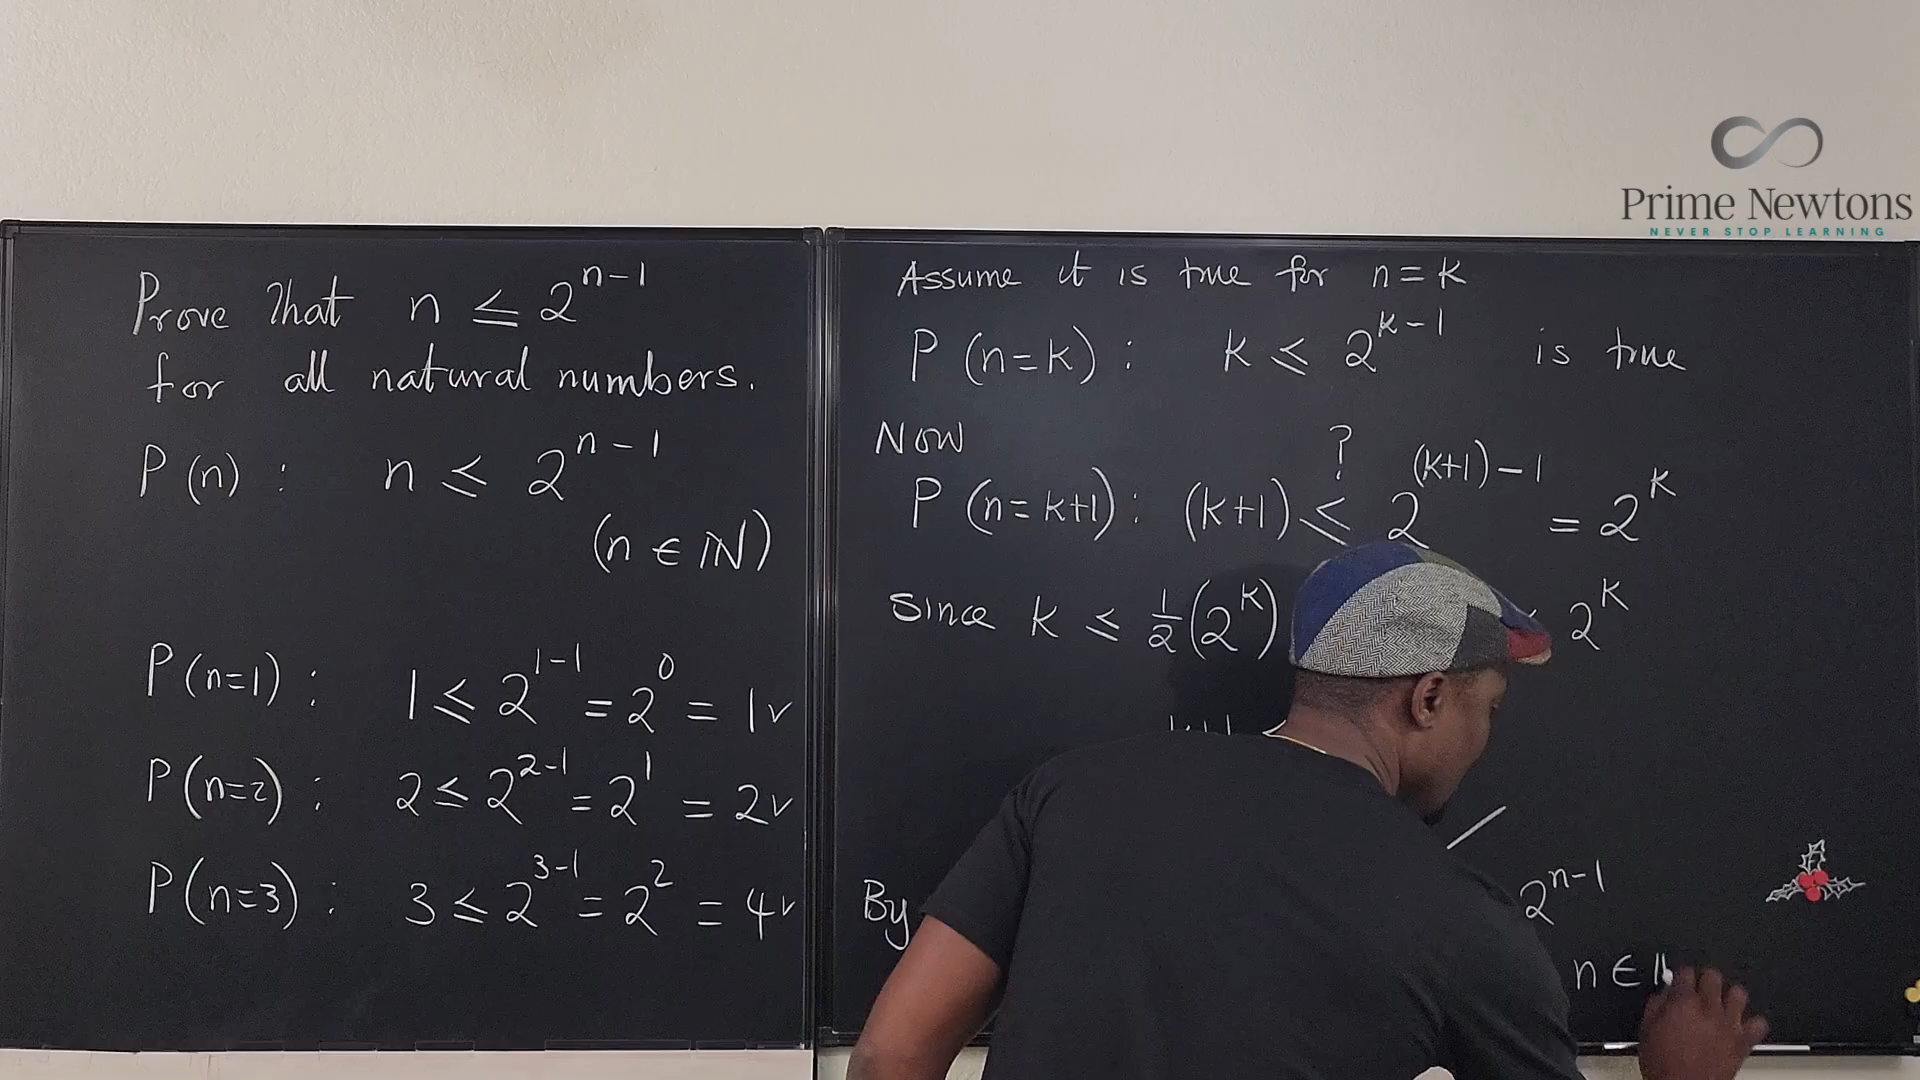 Prime Newtons
NEVER STOP LEARNING
Prove that n ≤ 2^{n-1}
for all natural numbers.
P(n) : n ≤ 2^{n-1}
(n ∈ ℕ)
P(n=1) : 1 ≤ 2^{1-1} = 2^0 = 1 ✓
P(n=2) : 2 ≤ 2^{2-1} = 2^1 = 2 ✓
P(n=3) : 3 ≤ 2^{3-1} = 2^2 = 4 ✓
Assume it is true for n = k
P(n=k) : k ≤ 2^{k-1} is true
Now
?
P(n=k+1) : (k+1) ≤ 2^{(k+1)-1} = 2^k
Since k ≤ 1/2(2^k) 2^k
By 2^{n-1}
n ∈